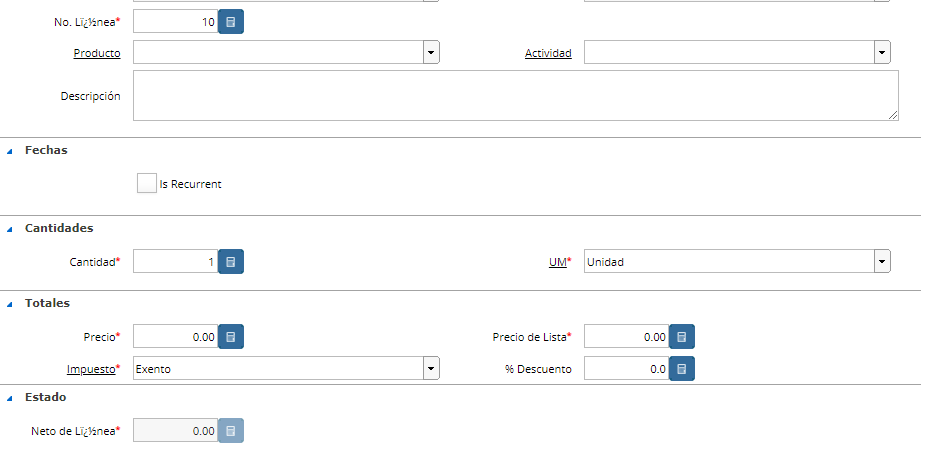 No. Lï¿½nea* 10
Producto Actividad
Descripción
Fechas
Is Recurrent
Cantidades
Cantidad* 1 UM* Unidad
Totales
Precio* 0.00 Precio de Lista* 0.00
Impuesto* Exento % Descuento 0.0
Estado
Neto de Lï¿½nea* 0.00